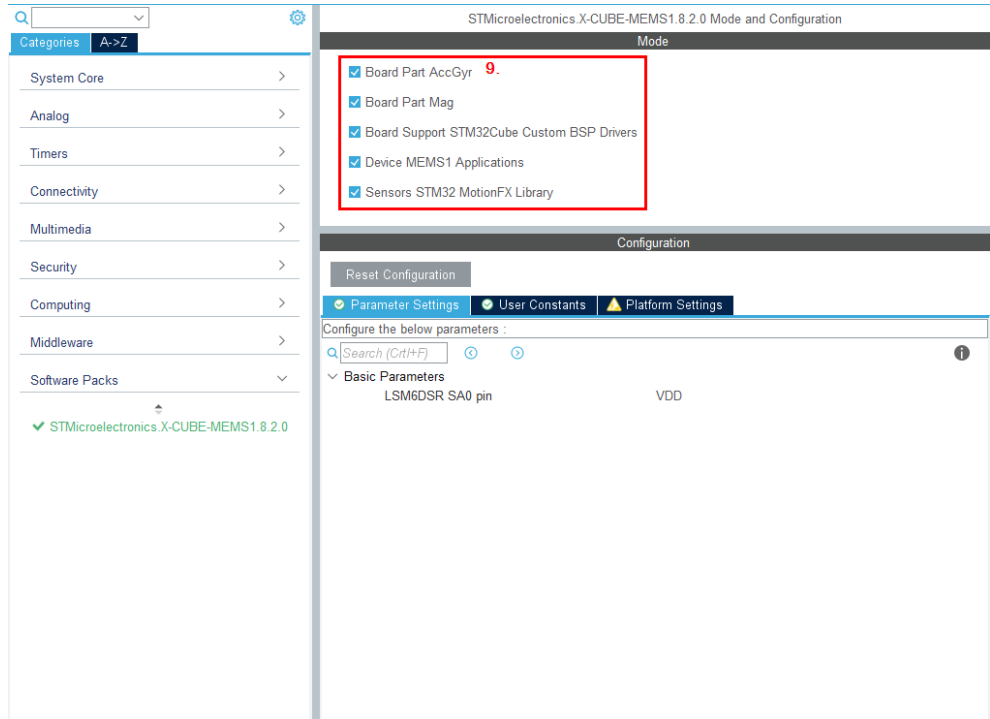 STMicroelectronics.X-CUBE-MEMS1.8.2.0 Mode and Configuration
Categories
A->Z
System Core
Analog
Timers
Connectivity
Multimedia
Security
Computing
Middleware
Software Packs
STMicroelectronics.X-CUBE-MEMS1.8.2.0
Mode
Board Part AccGyr 9.
Board Part Mag
Board Support STM32Cube Custom BSP Drivers
Device MEMS1 Applications
Sensors STM32 MotionFX Library
Configuration
Reset Configuration
Parameter Settings
User Constants
Platform Settings
Configure the below parameters :
Search (Crtl+F)
Basic Parameters
LSM6DSR SA0 pin VDD